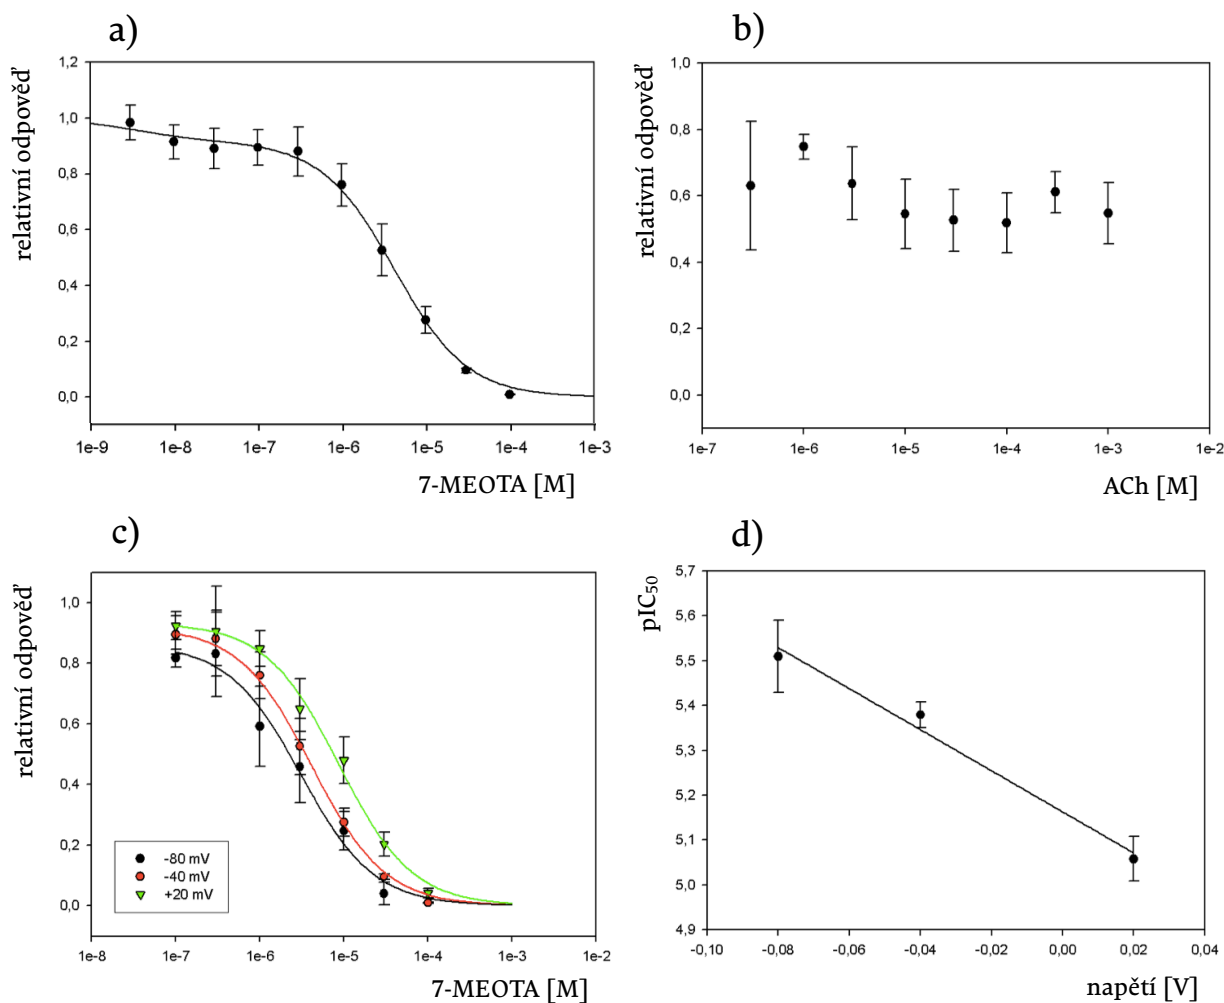 a)
relativní odpověď
1,2
1,0
0,8
0,6
0,4
0,2
0,0
1e-9 1e-8 1e-7 1e-6 1e-5 1e-4 1e-3
7-MEOTA [M]
b)
relativní odpověď
1,0
0,8
0,6
0,4
0,2
0,0
1e-7 1e-6 1e-5 1e-4 1e-3 1e-2
ACh [M]
c)
relativní odpověď
1,0
0,8
0,6
0,4
0,2
0,0
-80 mV
-40 mV
+20 mV
1e-8 1e-7 1e-6 1e-5 1e-4 1e-3 1e-2
7-MEOTA [M]
d)
pIC50
5,7
5,6
5,5
5,4
5,3
5,2
5,1
5,0
4,9
-0,10 -0,08 -0,06 -0,04 -0,02 0,00 0,02 0,04
napětí [V]